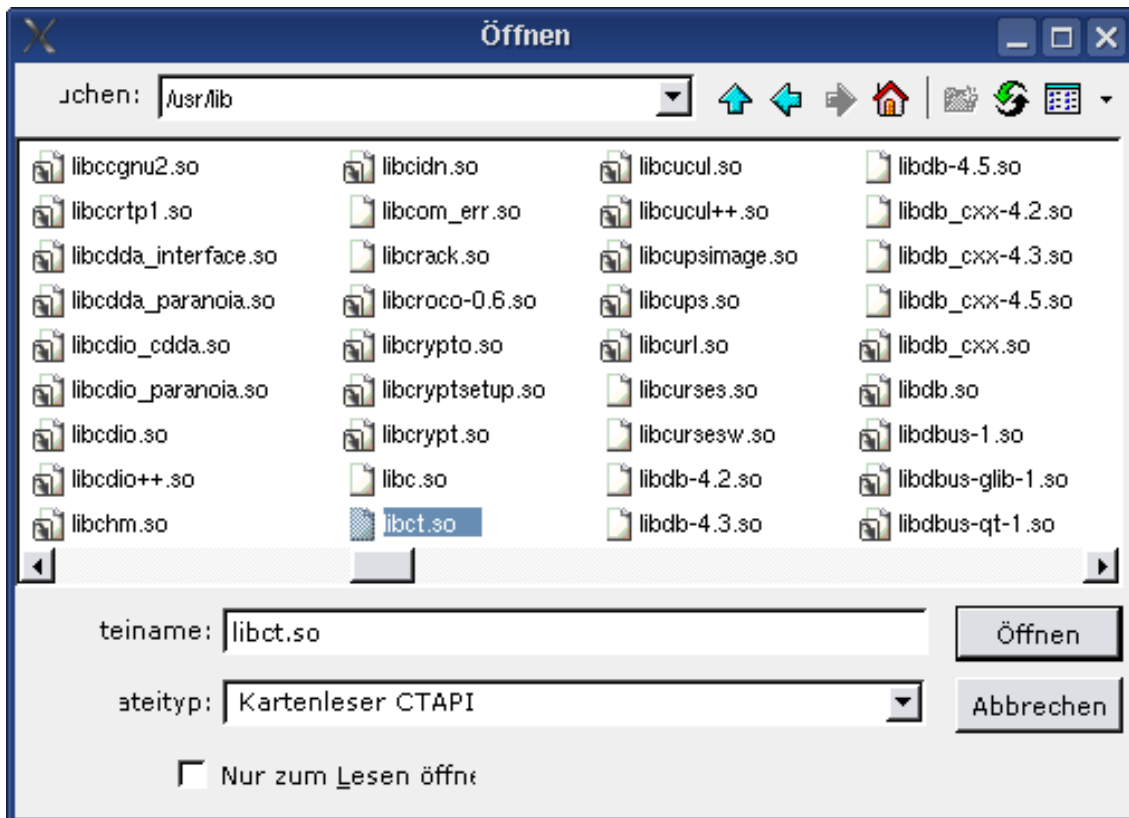 Öffnen
uchen: /usr/lib
libccgnu2.so libcidn.so libcucul.so libdb-4.5.so
libccrtp1.so libcom_err.so libcucul++.so libdb_cxx-4.2.so
libcdda_interface.so libcrack.so libcupsimage.so libdb_cxx-4.3.so
libcdda_paranoia.so libcroco-0.6.so libcups.so libdb_cxx-4.5.so
libcdio_cdda.so libcrypto.so libcurl.so libdb_cxx.so
libcdio_paranoia.so libcryptsetup.so libcurses.so libdb.so
libcdio.so libcrypt.so libcursesw.so libdbus-1.so
libcdio++.so libc.so libdb-4.2.so libdbus-glib-1.so
libchm.so libct.so libdb-4.3.so libdbus-qt-1.so
teiname: libct.so Öffnen
ateityp: Kartenleser CTAPI Abbrechen
Nur zum Lesen öffne